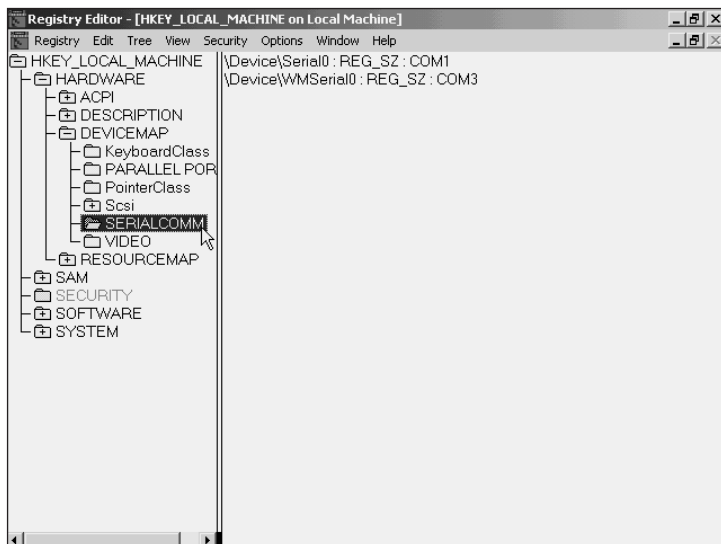 Registry Editor - [HKEY_LOCAL_MACHINE on Local Machine]
Registry Edit Tree View Security Options Window Help
HKEY_LOCAL_MACHINE
HARDWARE
ACPI
DESCRIPTION
DEVICEMAP
KeyboardClass
PARALLEL POR
PointerClass
Scsi
SERIALCOMM
VIDEO
RESOURCEMAP
SAM
SECURITY
SOFTWARE
SYSTEM
\Device\Serial0 : REG_SZ : COM1
\Device\WMSerial0 : REG_SZ : COM3